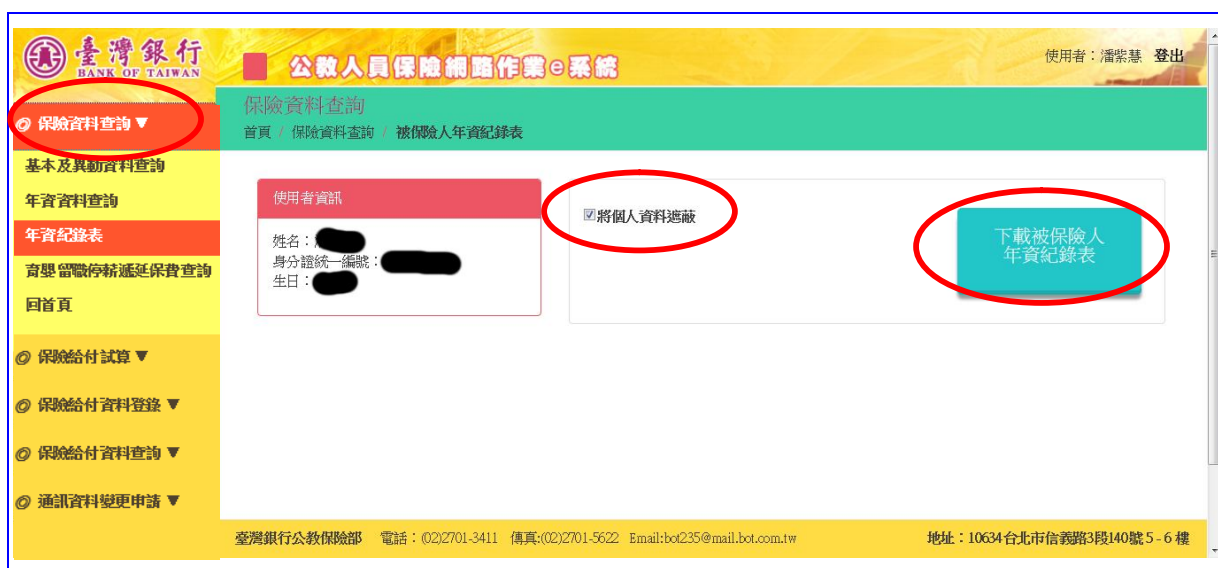 臺灣銀行
BANK OF TAIWAN
公教人員保險網路作業e系統
使用者：潘紫慧 登出
保險資料查詢▼
保險資料查詢
首頁 / 保險資料查詢 / 被保險人年資紀錄表
基本及異動資料查詢
年資資料查詢
年資紀錄表
育嬰留職停薪遞延保費查詢
回首頁
保險給付試算▼
保險給付資料登錄▼
保險給付資料查詢▼
通訊資料變更申請▼
使用者資訊
姓名：
身分證統一編號：
生日：
將個人資料遮蔽
下載被保險人
年資紀錄表
臺灣銀行公教保險部 電話：(02)2701-3411 傳真:(02)2701-5622 Email:bot235@mail.bot.com.tw 地址：10634台北市信義路3段140號5-6樓